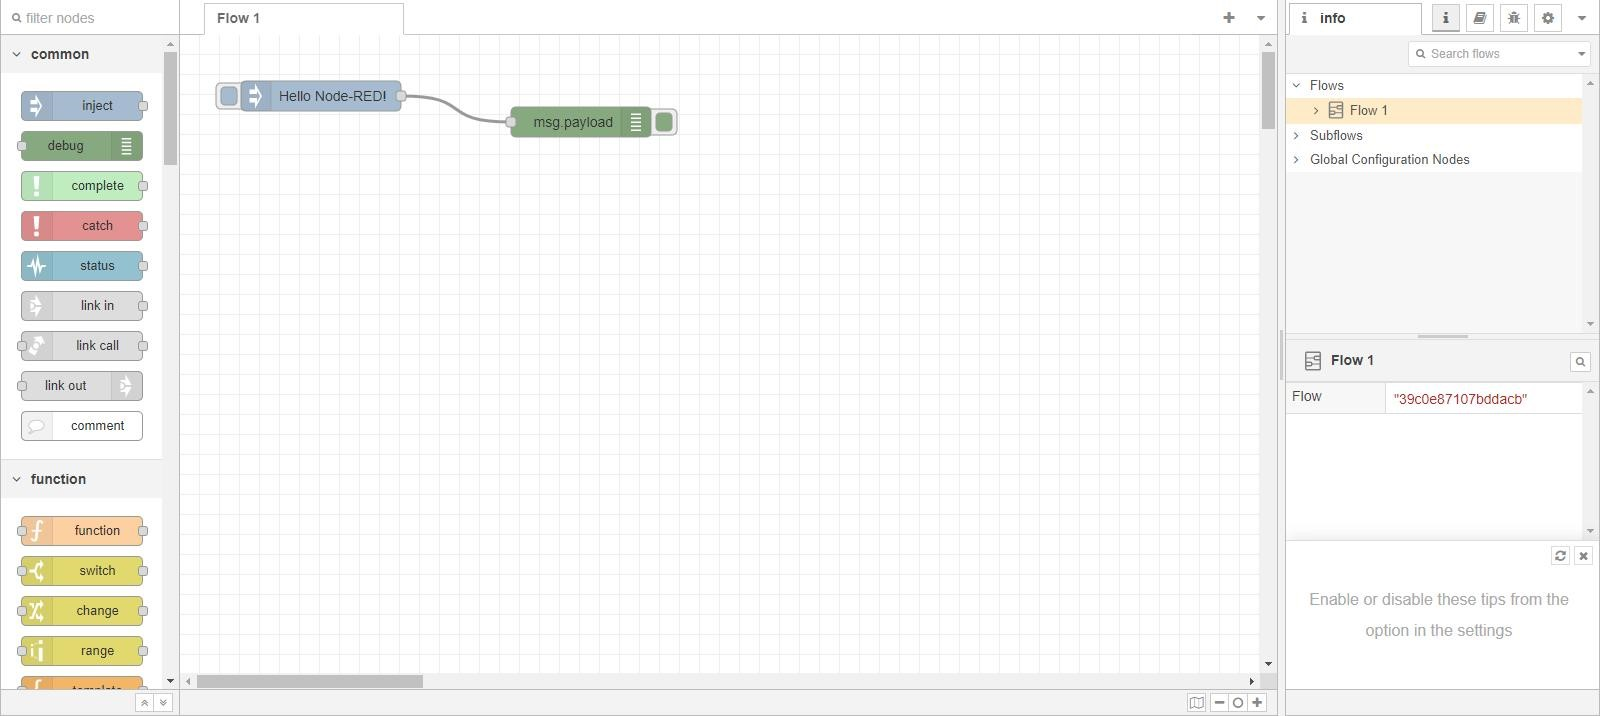 filter nodes
common
inject
debug
complete
catch
status
link in
link call
link out
comment
function
function
switch
change
range
template
Flow 1
Hello Node-RED!
msg.payload
info
Search flows
Flows
Flow 1
Subflows
Global Configuration Nodes
Flow 1
Flow "39c0e87107bddacb"
Enable or disable these tips from the
option in the settings